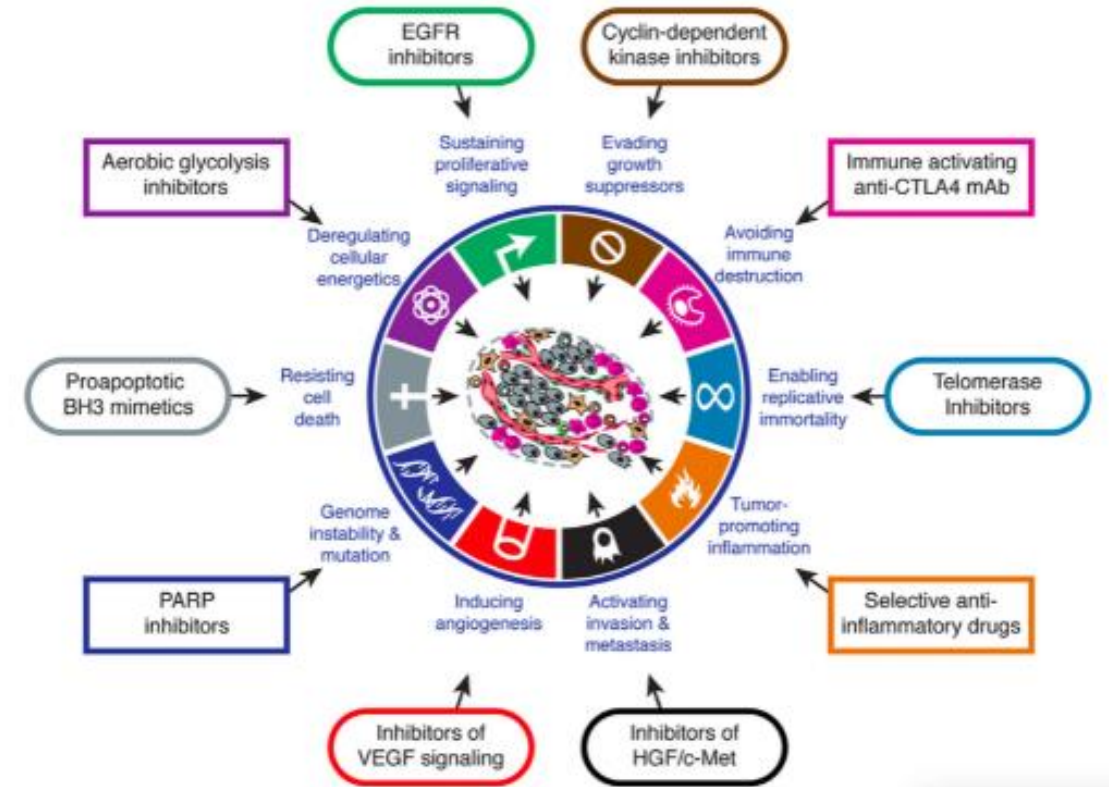 EGFR
inhibitors
Cyclin-dependent
kinase inhibitors
Sustaining
proliferative
signaling
Evading
growth
suppressors
Aerobic glycolysis
inhibitors
Immune activating
anti-CTLA4 mAb
Deregulating
cellular
energetics
Avoiding
immune
destruction
Proapoptotic
BH3 mimetics
Resisting
cell
death
Enabling
replicative
immortality
Telomerase
Inhibitors
Genome
instability &
mutation
Tumor-
promoting
inflammation
PARP
inhibitors
Inducing
angiogenesis
Activating
invasion &
metastasis
Selective anti-
inflammatory drugs
Inhibitors of
VEGF signaling
Inhibitors of
HGF/c-Met